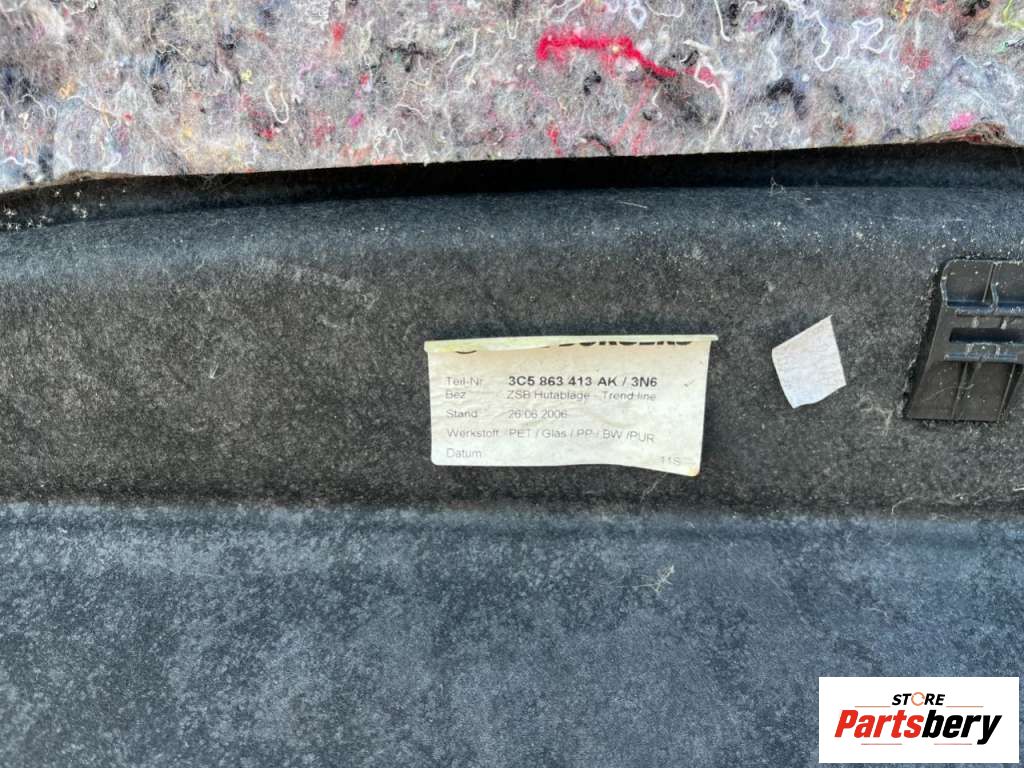 Teil-Nr. 3C5 863 413 AK / 3N6
Bez ZSB Hutablage - Trend line
Stand 26.06.2006
Werkstoff PET / Glas / PP / BW /PUR
Datum 11S
STORE
Partsbery